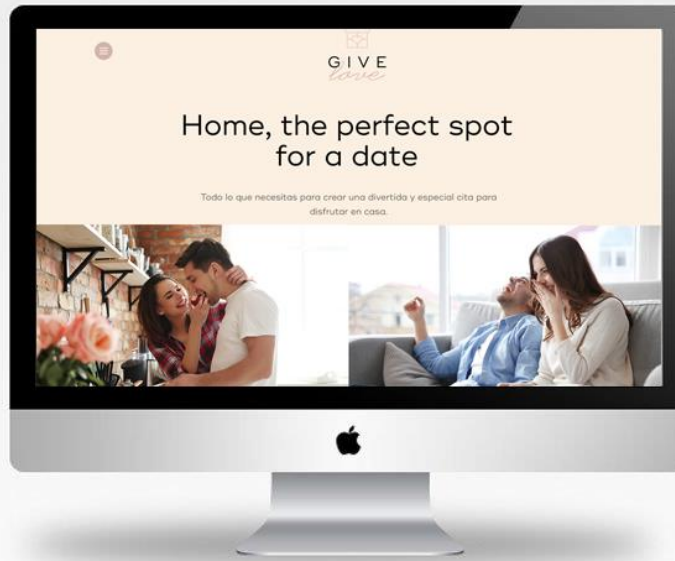 GIVE
love
Home, the perfect spot
for a date
Todo lo que necesitas para crear una divertida y especial cita para
disfrutar en casa.